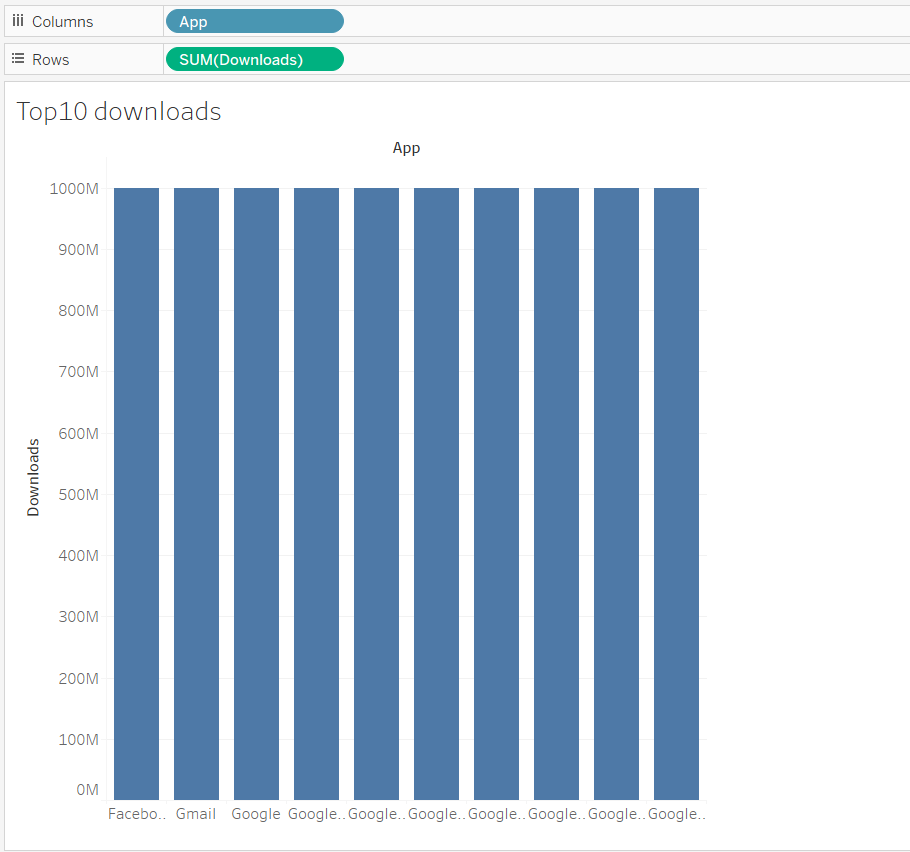 Columns App
Rows SUM(Downloads)
Top10 downloads
App
1000M
900M
800M
700M
600M
500M
400M
300M
200M
100M
0M
Downloads
Facebo.. Gmail Google Google.. Google.. Google.. Google.. Google.. Google.. Google..